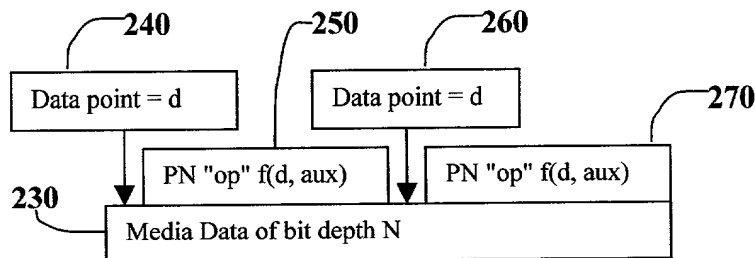 240
250
260
Data point = d
Data point = d
270
PN "op" f(d, aux)
PN "op" f(d, aux)
230
Media Data of bit depth N